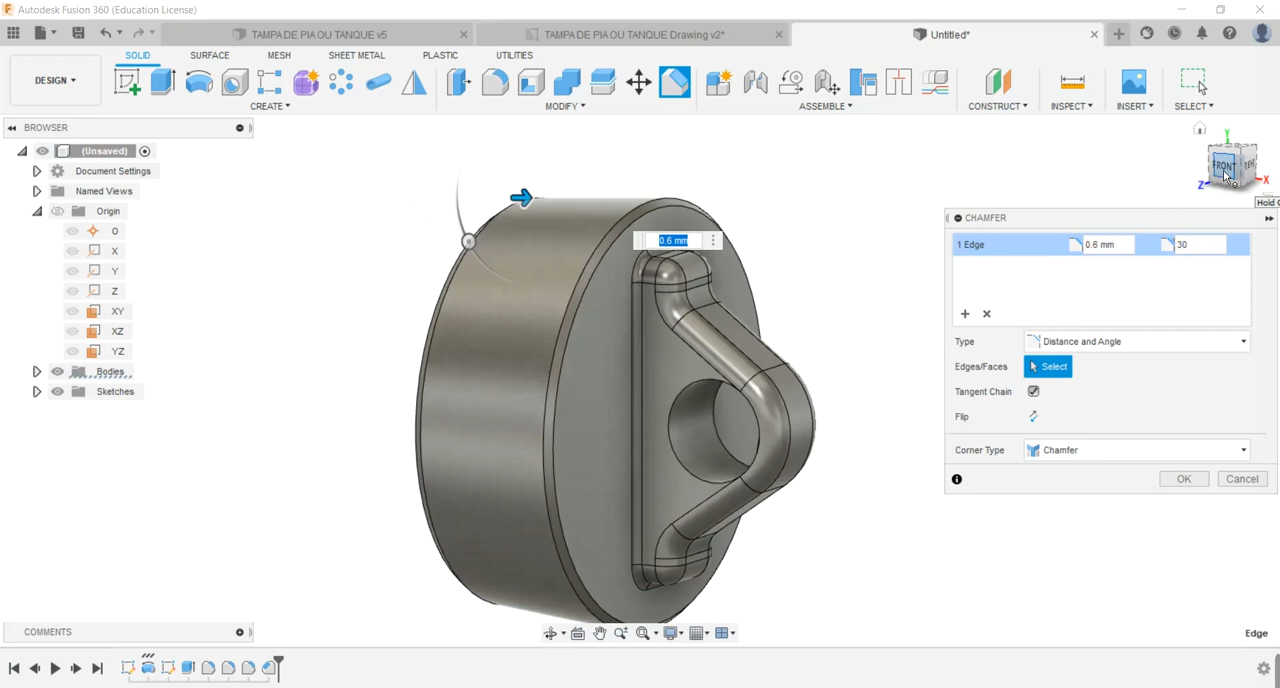 Autodesk Fusion 360 (Education License)
TAMPA DE PIA OU TANQUE v5
TAMPA DE PIA OU TANQUE Drawing v2*
Untitled*
DESIGN
SOLID SURFACE MESH SHEET METAL PLASTIC UTILITIES
CREATE MODIFY ASSEMBLE CONSTRUCT INSPECT INSERT SELECT
BROWSER
(Unsaved)
Document Settings
Named Views
Origin
O
X
Y
Z
XY
XZ
YZ
Bodies
Sketches
Y
FRONT
Z
X
Hold
0.6 mm
CHAMFER
1 Edge 0.6 mm 30
Type Distance and Angle
Edges/Faces Select
Tangent Chain
Flip
Corner Type Chamfer
OK Cancel
COMMENTS
Edge